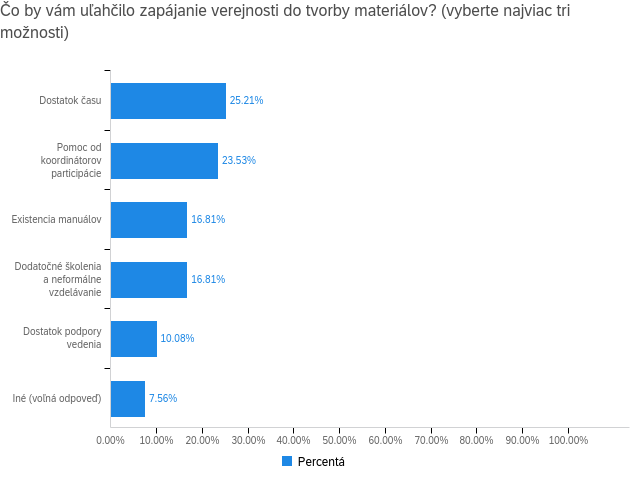 Čo by vám uľahčilo zapájanie verejnosti do tvorby materiálov? (vyberte najviac tri
možnosti)
Dostatok času
25.21%
Pomoc od
koordinátorov
participácie
23.53%
Existencia manuálov
16.81%
Dodatočné školenia
a neformálne
vzdelávanie
16.81%
Dostatok podpory
vedenia
10.08%
Iné (voľná odpoveď)
7.56%
0.00% 10.00% 20.00% 30.00% 40.00% 50.00% 60.00% 70.00% 80.00% 90.00% 100.00%
Percentá